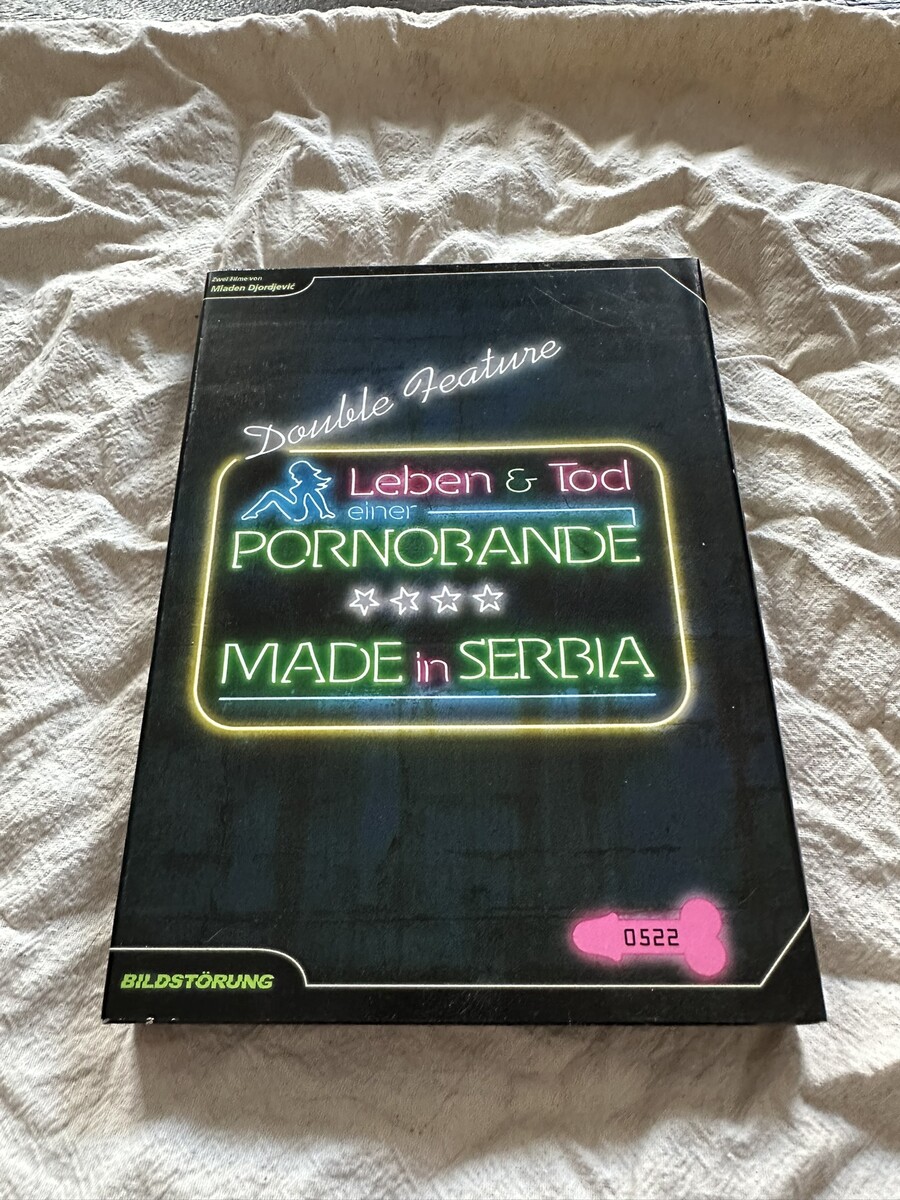 Zwei Filme von
Mladen Djordjević
Double Feature
Leben & Tod
einer
PORNOBANDE
MADE in SERBIA
0522
BILDSTÖRUNG